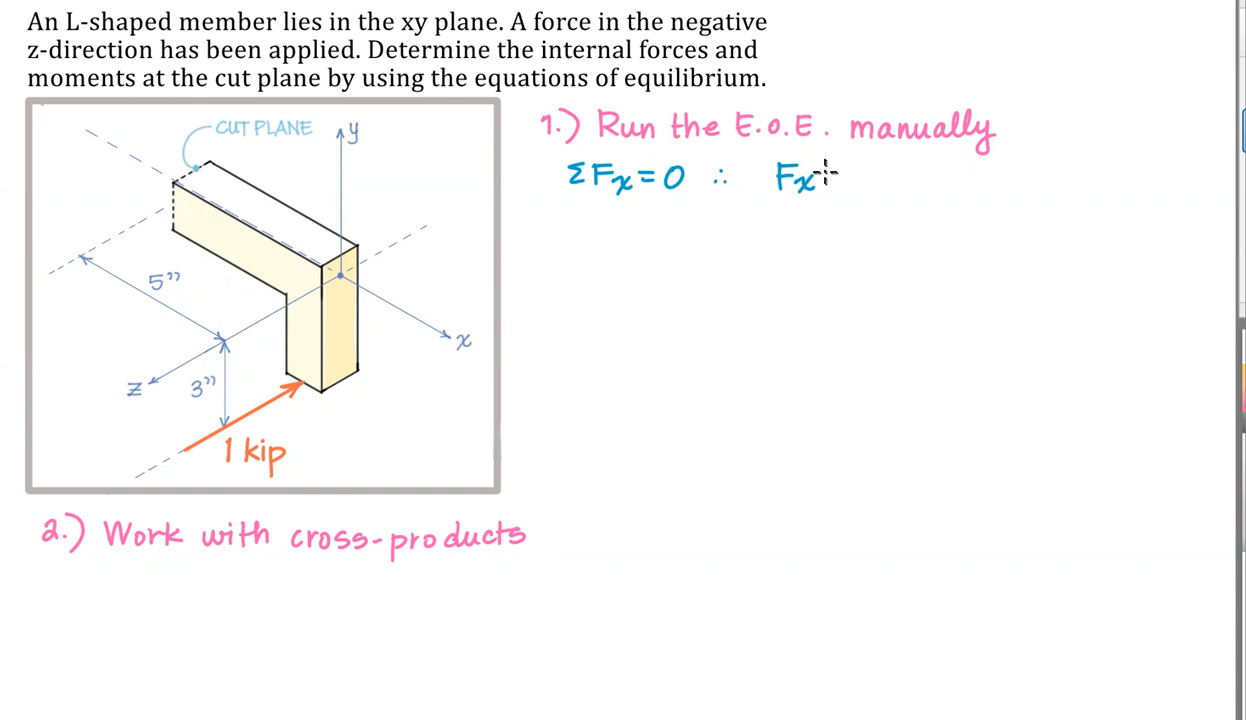 An L-shaped member lies in the xy plane. A force in the negative
z-direction has been applied. Determine the internal forces and
moments at the cut plane by using the equations of equilibrium.
CUT PLANE
y
5"
x
z
3"
1 kip
1.) Run the E.o.E. manually
ΣFx=0 ∴ Fx
2.) Work with cross-products